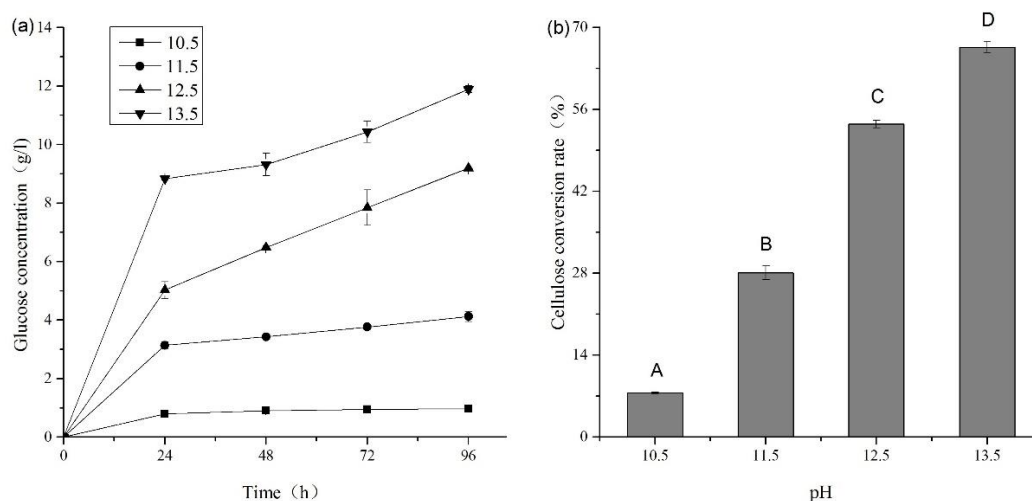 (a)
10.5
11.5
12.5
13.5
14
12
10
8
6
4
2
0
Glucose concentration（g/l）
0 24 48 72 96
Time（h）
(b)
70
56
42
28
14
0
Cellulose conversion rate（%）
A
B
C
D
10.5 11.5 12.5 13.5
pH